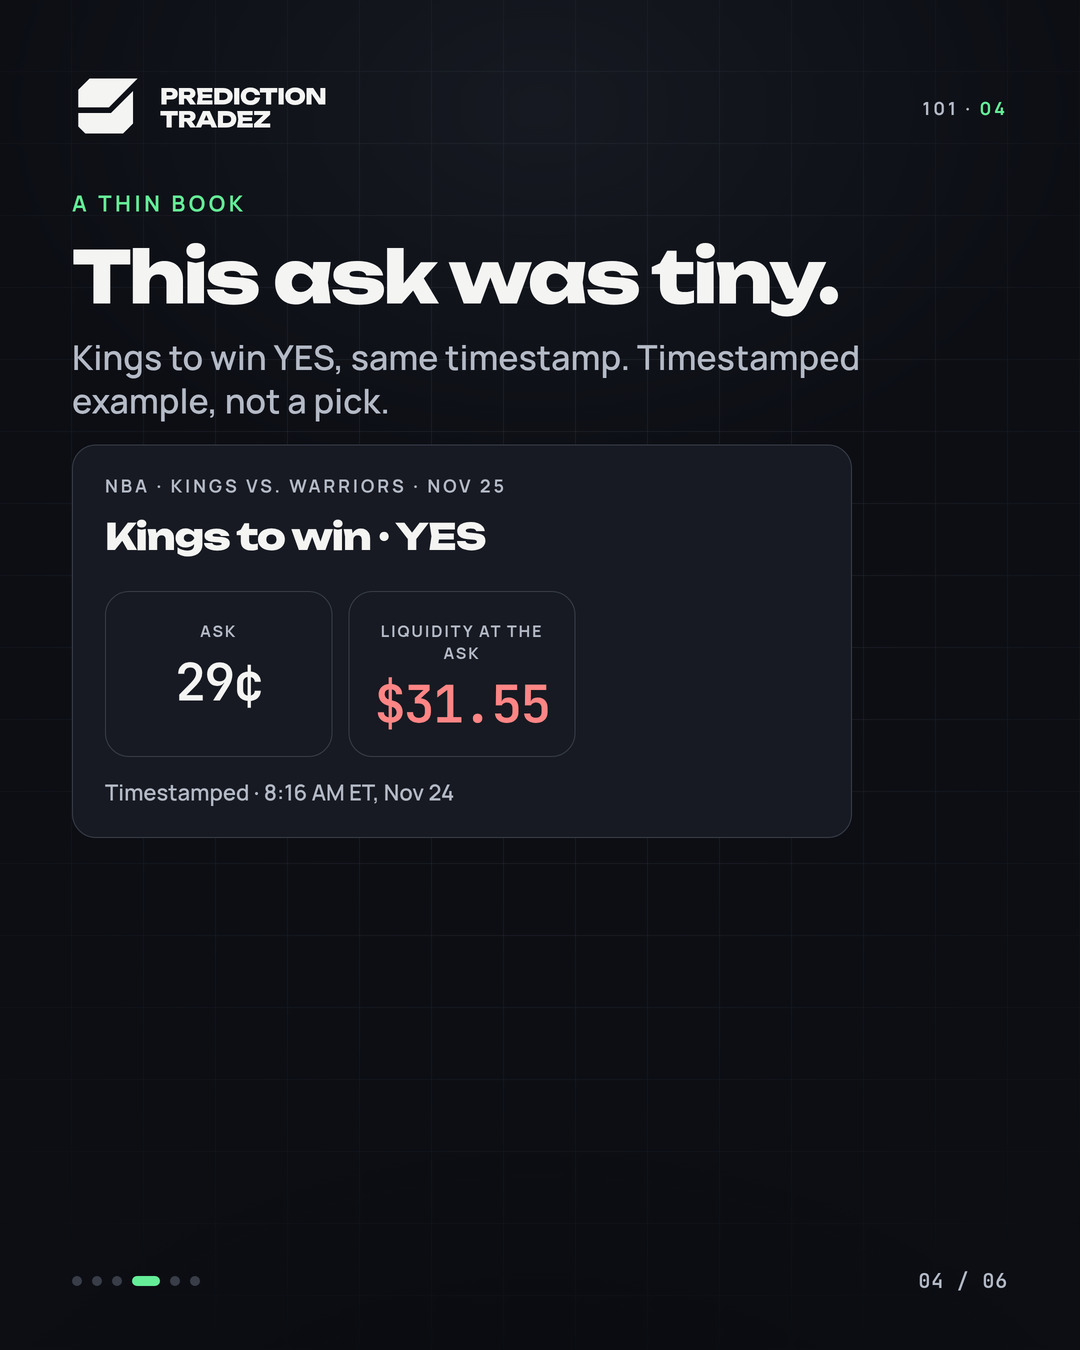 PREDICTION
TRADEZ
101 · 04
A THIN BOOK
This ask was tiny.
Kings to win YES, same timestamp. Timestamped
example, not a pick.
NBA · KINGS VS. WARRIORS · NOV 25
Kings to win · YES
ASK
29¢
LIQUIDITY AT THE
ASK
$31.55
Timestamped · 8:16 AM ET, Nov 24
04 / 06